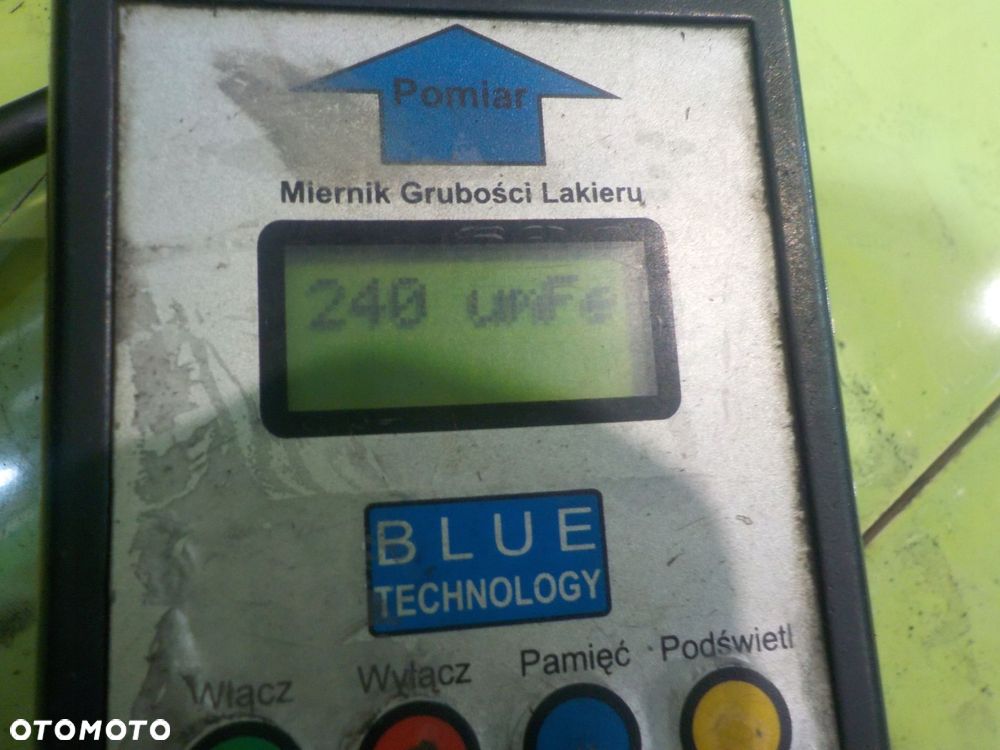 Pomiar
Miernik Grubości Lakieru
240 umFe
BLUE
TECHNOLOGY
Włącz Wyłącz Pamięć Podświetl
OTOMOTO